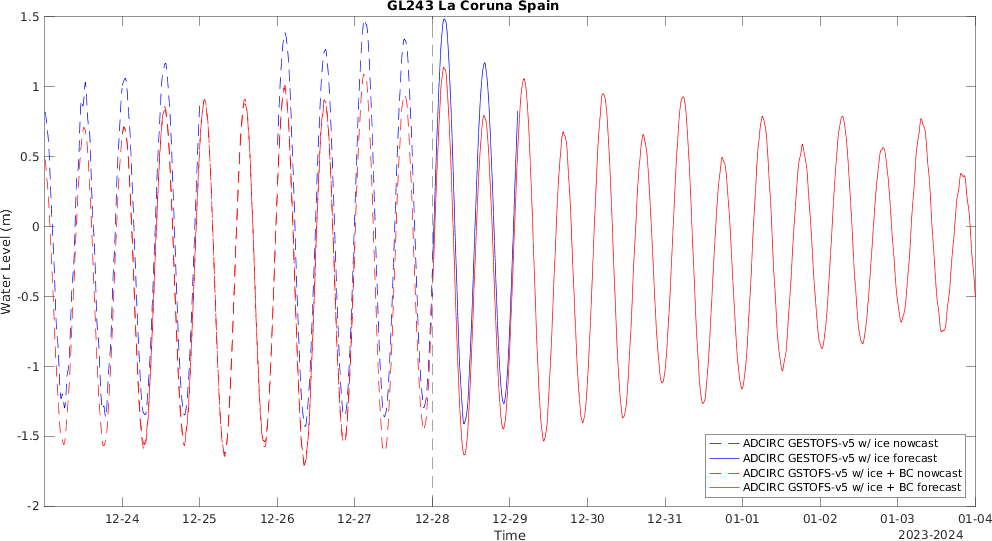 GL243 La Coruna Spain
1.5
1
0.5
0
-0.5
-1
-1.5
-2
Water Level (m)
12-24 12-25 12-26 12-27 12-28 12-29 12-30 12-31 01-01 01-02 01-03 01-04
Time
2023-2024
ADCIRC GESTOFS-v5 w/ ice nowcast
ADCIRC GESTOFS-v5 w/ ice forecast
ADCIRC GSTOFS-v5 w/ ice + BC nowcast
ADCIRC GSTOFS-v5 w/ ice + BC forecast